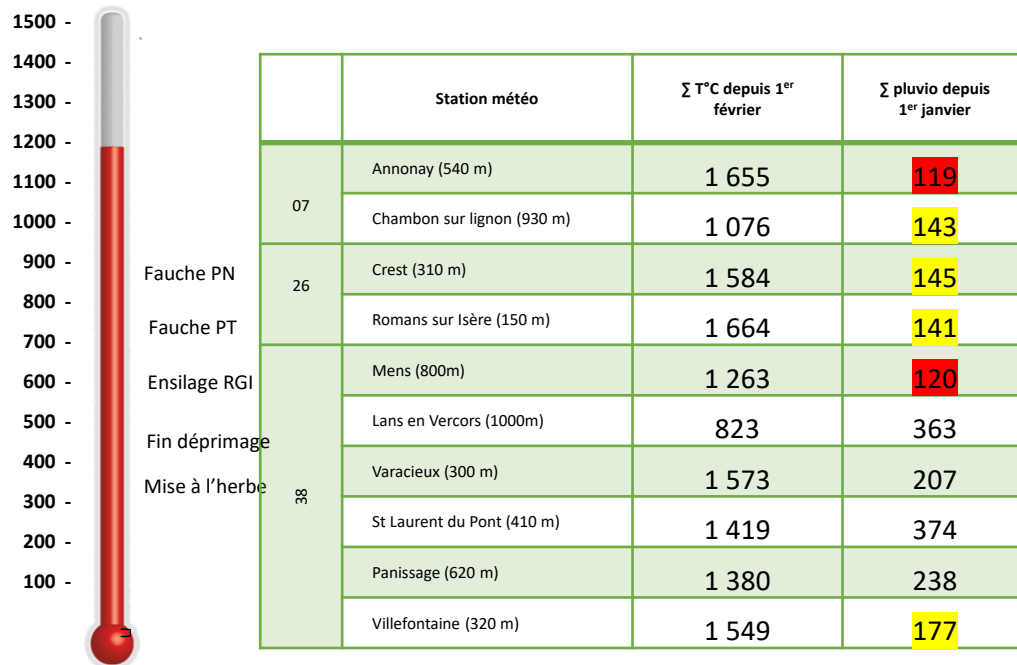 1500 -
1400 -
1300 -
1200 -
1100 -
1000 -
900 -
800 -
700 -
600 -
500 -
400 -
300 -
200 -
100 -
Fauche PN
Fauche PT
Ensilage RGI
Fin déprimage
Mise à l’herbe
Station météo
∑ T°C depuis 1er
février
∑ pluvio depuis
1er janvier
07
Annonay (540 m) 1 655 119
Chambon sur lignon (930 m) 1 076 143
26
Crest (310 m) 1 584 145
Romans sur Isère (150 m) 1 664 141
38
Mens (800m) 1 263 120
Lans en Vercors (1000m) 823 363
Varacieux (300 m) 1 573 207
St Laurent du Pont (410 m) 1 419 374
Panissage (620 m) 1 380 238
Villefontaine (320 m) 1 549 177